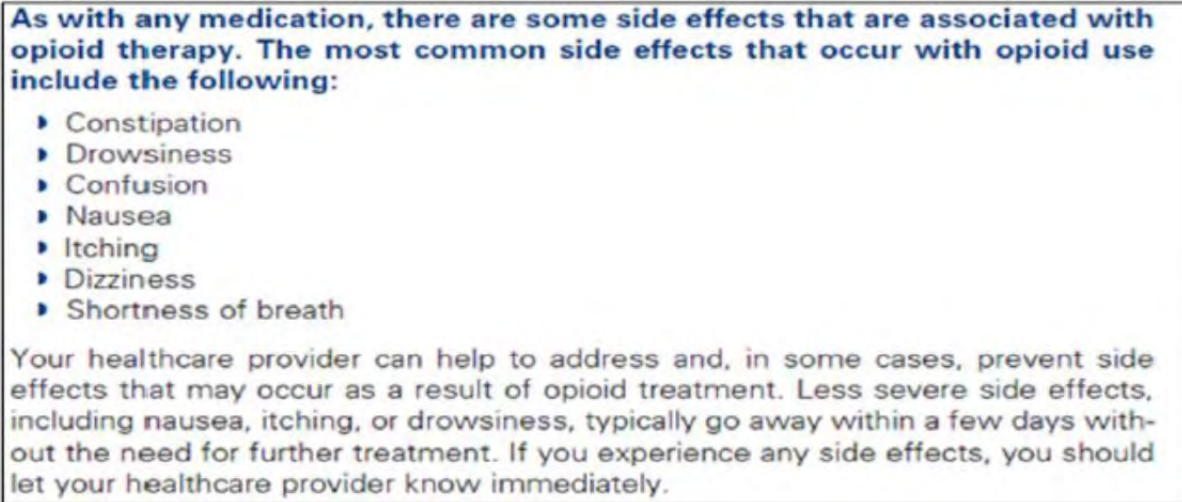 As with any medication, there are some side effects that are associated with
opioid therapy. The most common side effects that occur with opioid use
include the following:
Constipation
Drowsiness
Confusion
Nausea
Itching
Dizziness
Shortness of breath
Your healthcare provider can help to address and, in some cases, prevent side
effects that may occur as a result of opioid treatment. Less severe side effects,
including nausea, itching, or drowsiness, typically go away within a few days with-
out the need for further treatment. If you experience any side effects, you should
let your healthcare provider know immediately.